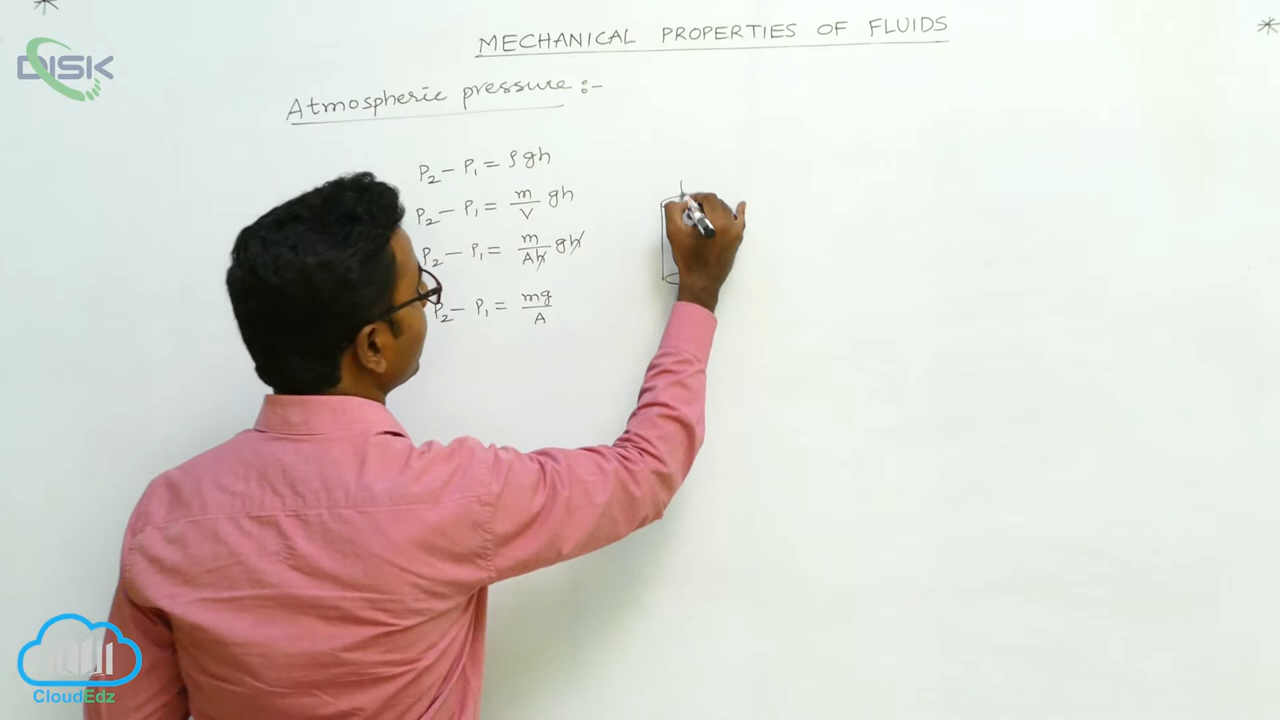 MECHANICAL PROPERTIES OF FLUIDS
DISK
Atmospheric pressure :-
P₂ - P₁ = ρgh
P₂ - P₁ = m/V gh
P₂ - P₁ = m/Ah gh
P₂ - P₁ = mg/A
CloudEdz